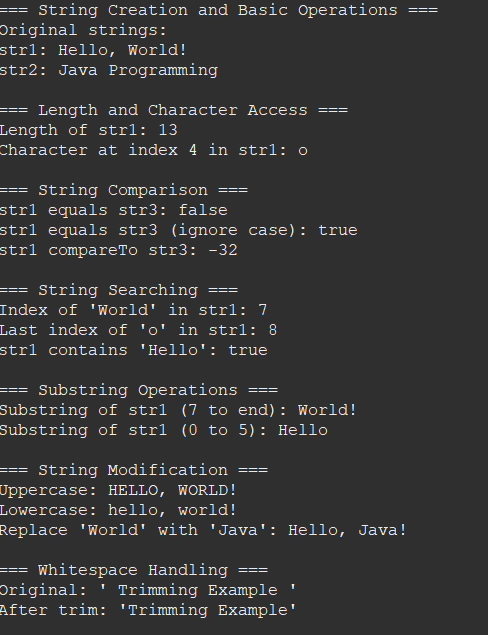 === String Creation and Basic Operations ===
Original strings:
str1: Hello, World!
str2: Java Programming
=== Length and Character Access ===
Length of str1: 13
Character at index 4 in str1: o
=== String Comparison ===
str1 equals str3: false
str1 equals str3 (ignore case): true
str1 compareTo str3: -32
=== String Searching ===
Index of 'World' in str1: 7
Last index of 'o' in str1: 8
str1 contains 'Hello': true
=== Substring Operations ===
Substring of str1 (7 to end): World!
Substring of str1 (0 to 5): Hello
=== String Modification ===
Uppercase: HELLO, WORLD!
Lowercase: hello, world!
Replace 'World' with 'Java': Hello, Java!
=== Whitespace Handling ===
Original: ' Trimming Example '
After trim: 'Trimming Example'